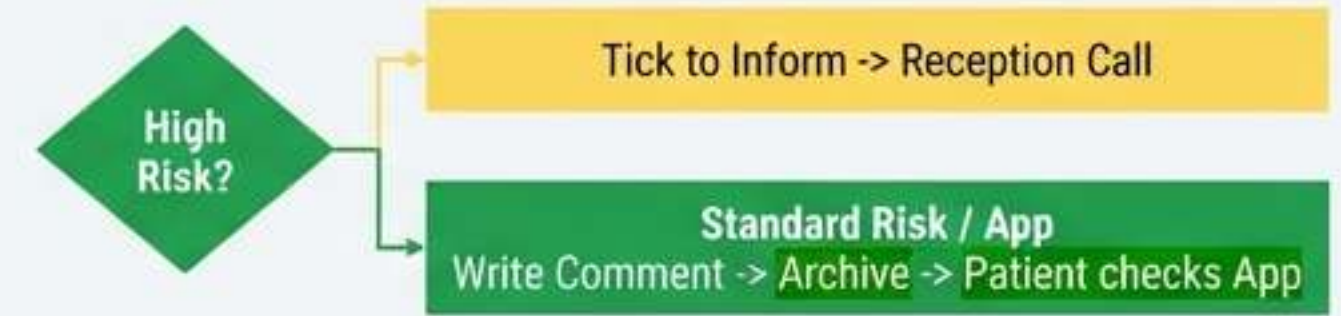 High
Risk?
Tick to Inform -> Reception Call
Standard Risk / App
Write Comment -> Archive -> Patient checks App